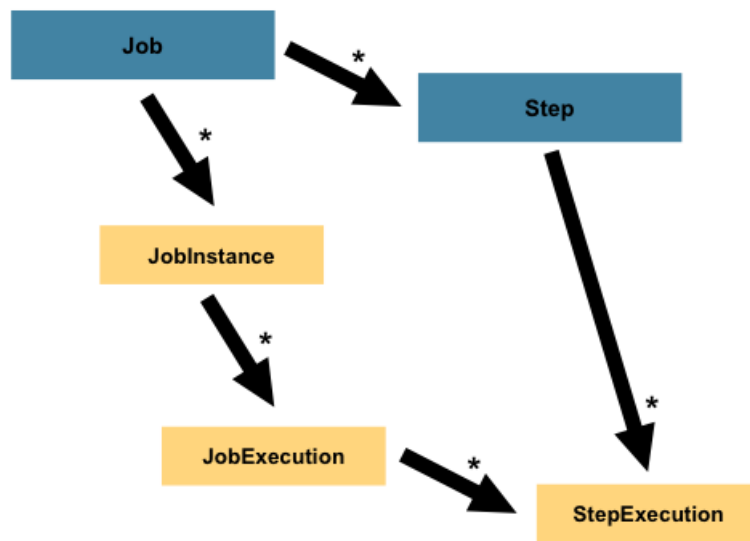 Job
*
Step
*
JobInstance
*
*
JobExecution
*
StepExecution